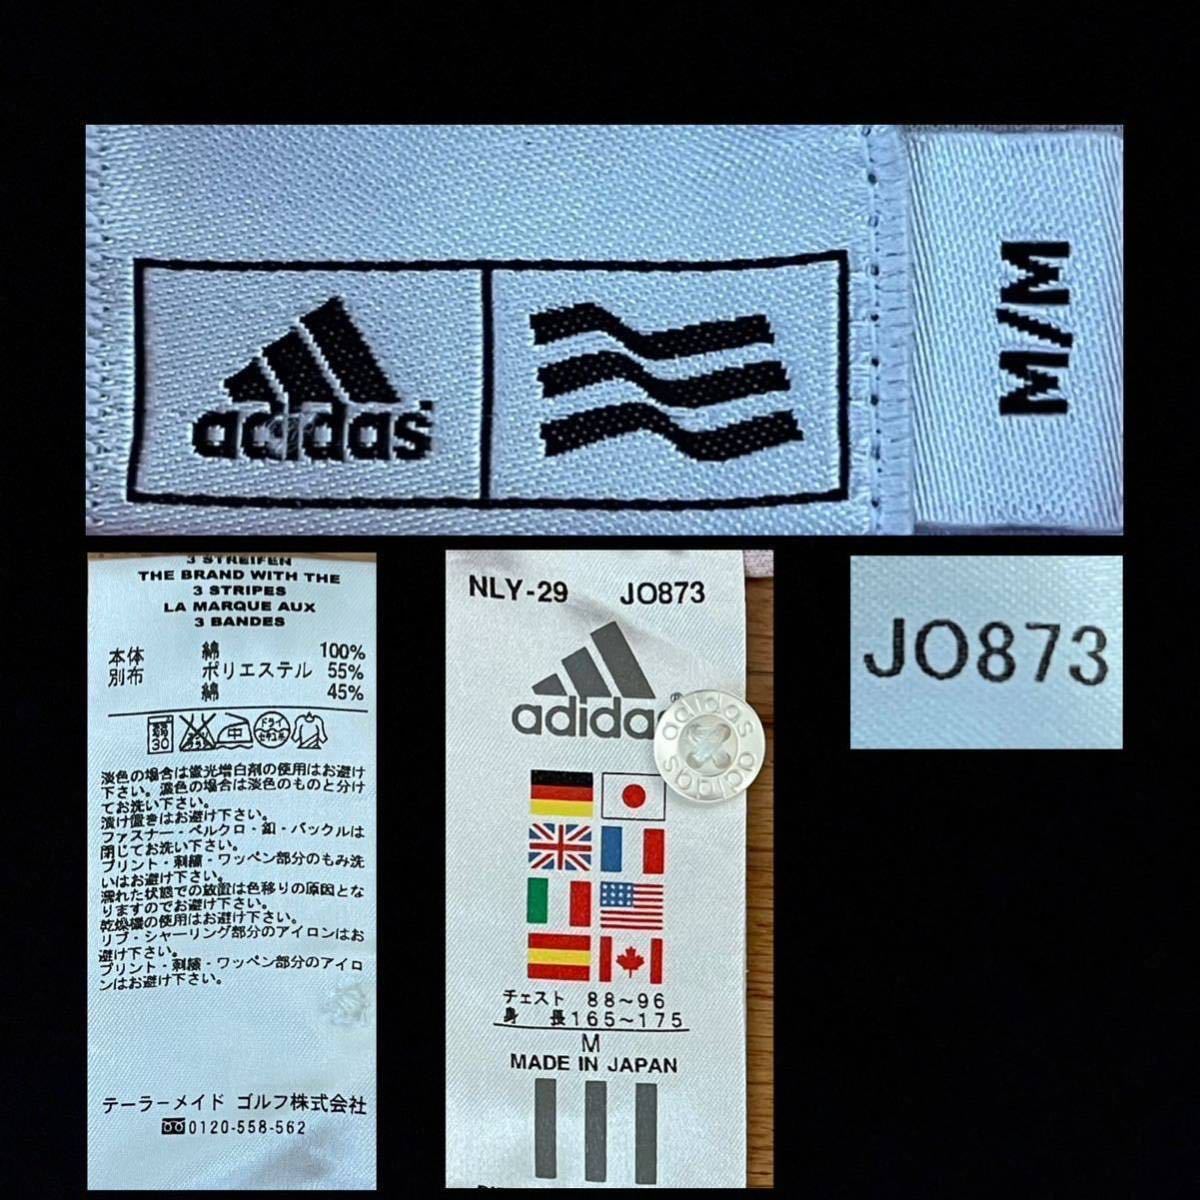 adidas
M/M
3 STREIFEN
THE BRAND WITH THE
3 STRIPES
LA MARQUE AUX
3 BANDES
本体 綿 100%
別布 ポリエステル 55%
綿 45%
30
中
ドライ
淡色の場合は蛍光増白剤の使用はお避け
下さい。濃色の場合は淡色のものと分け
てお洗い下さい。
漬け置きはお避け下さい。
ファスナー・ベルクロ・釦・バックルは
閉じてお洗い下さい。
プリント・刺繍・ワッペン部分のもみ洗
いはお避け下さい。
濡れた状態での放置は色移りの原因とな
りますのでお避け下さい。
乾燥機の使用はお避け下さい。
リブ・シャーリング部分のアイロンはお
避け下さい。
プリント・刺繍・ワッペン部分のアイロ
ンはお避け下さい。
テーラーメイド ゴルフ株式会社
0120-558-562
NLY-29 JO873
adidas
adidas adidas
チェスト 88～96
身長165～175
M
MADE IN JAPAN
JO873